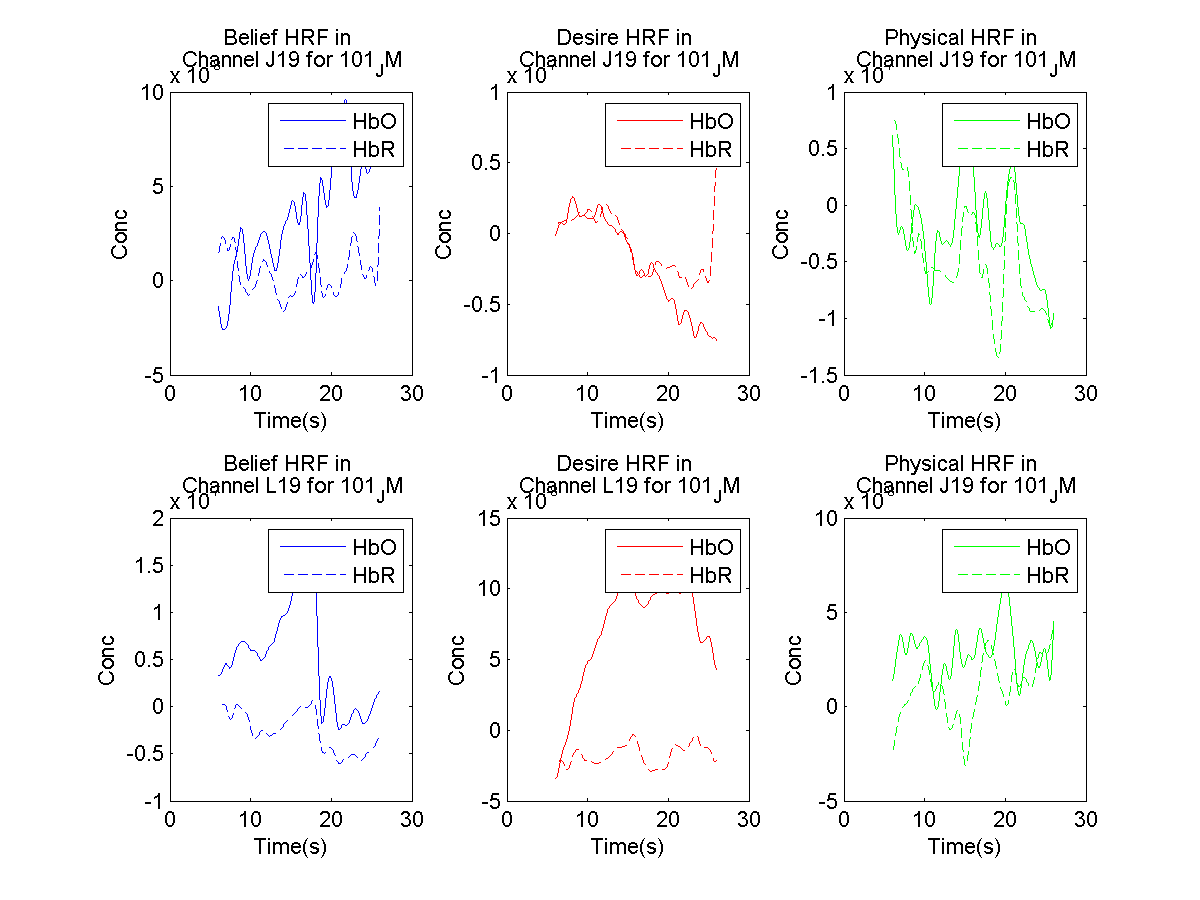 Belief HRF in
Channel J19 for 101JM
x 10
10
5
0
-5
0 10 20 30
Conc
Time(s)
HbO
HbR
Desire HRF in
Channel J19 for 101JM
x 10
1
0.5
0
-0.5
-1
0 10 20 30
Conc
Time(s)
HbO
HbR
Physical HRF in
Channel J19 for 101JM
x 10
1
0.5
0
-0.5
-1
-1.5
0 10 20 30
Conc
Time(s)
HbO
HbR
Belief HRF in
Channel L19 for 101JM
x 10
2
1.5
1
0.5
0
-0.5
-1
0 10 20 30
Conc
Time(s)
HbO
HbR
Desire HRF in
Channel L19 for 101JM
x 10
15
10
5
0
-5
0 10 20 30
Conc
Time(s)
HbO
HbR
Physical HRF in
Channel J19 for 101JM
x 10
10
5
0
-5
0 10 20 30
Conc
Time(s)
HbO
HbR